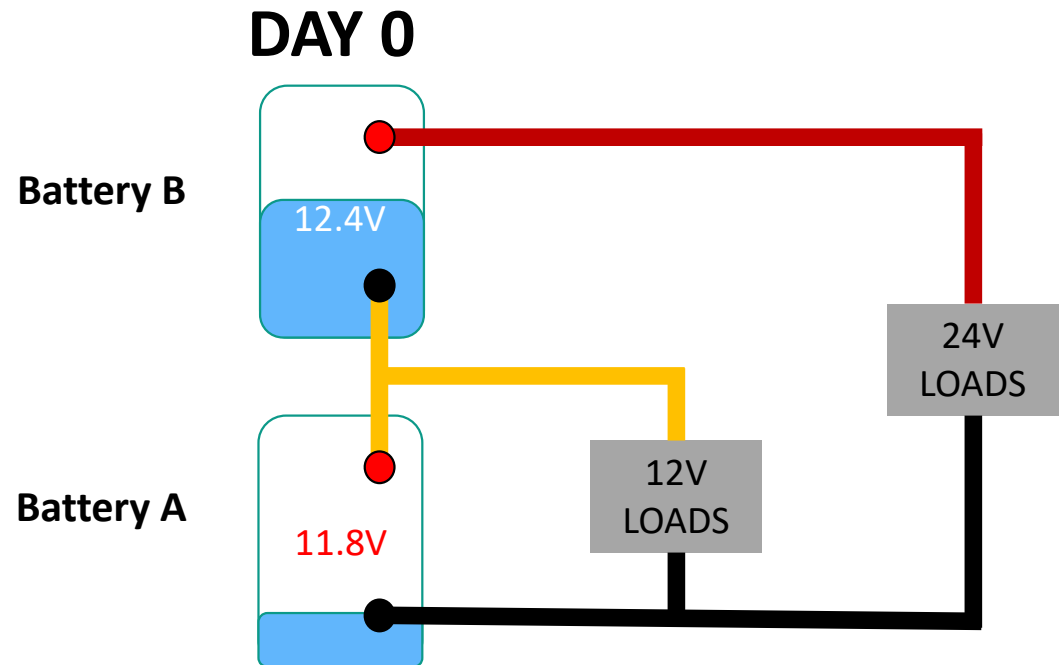 DAY 0
Battery B
12.4V
24V
LOADS
12V
LOADS
Battery A
11.8V